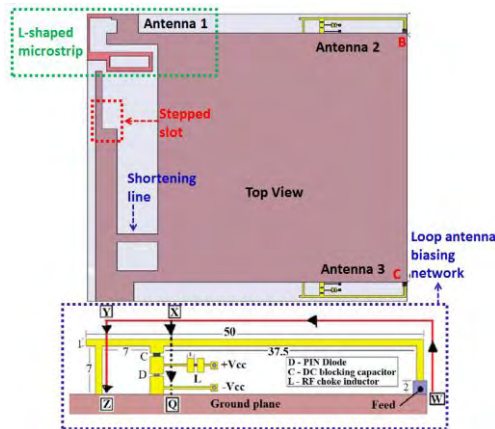 Antenna 1
L-shaped
microstrip
Antenna 2
B
Stepped
slot
Shortening
line
Top View
Loop antenna
biasing
network
Antenna 3
C
Y
X
50
1
7
37.5
7
C
D
L
+Vcc
-Vcc
D - PIN Diode
C - DC blocking capacitor
L - RF choke inductor
2
W
Z
Q
Ground plane
Feed